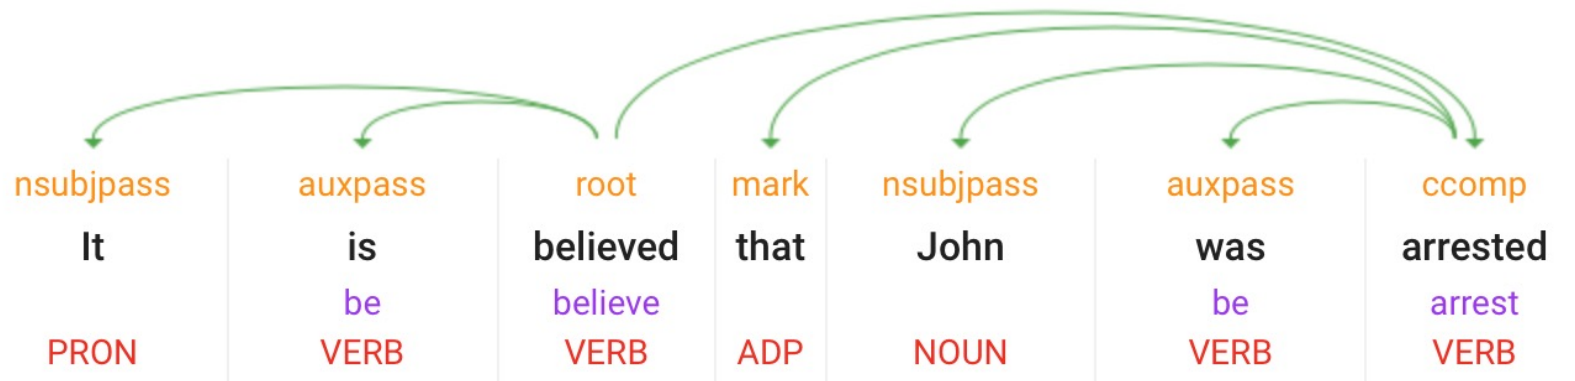 nsubjpass auxpass root mark nsubjpass auxpass ccomp
It is believed that John was arrested
be believe be arrest
PRON VERB VERB ADP NOUN VERB VERB